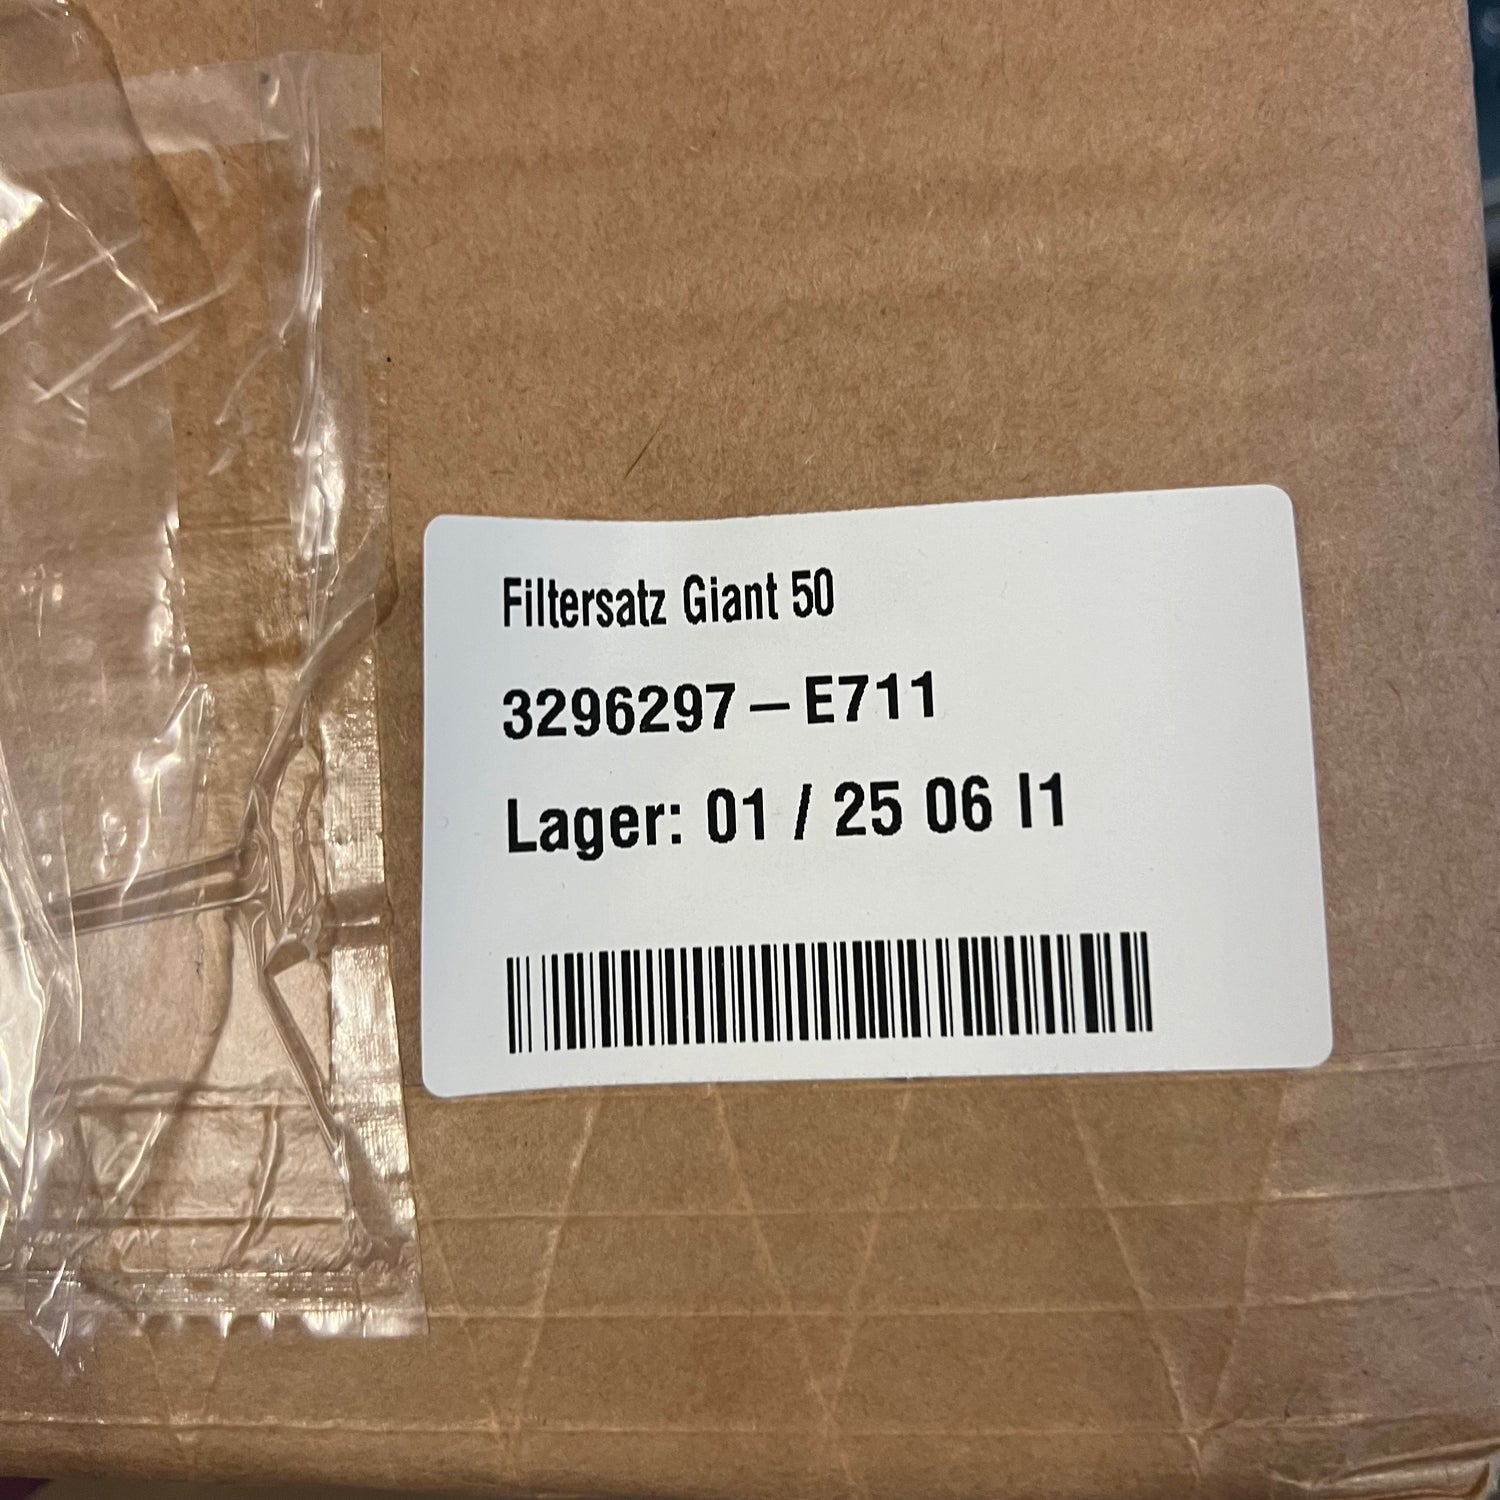 Filtersatz Giant 50
3296297 – E711
Lager: 01 / 25 06 I1